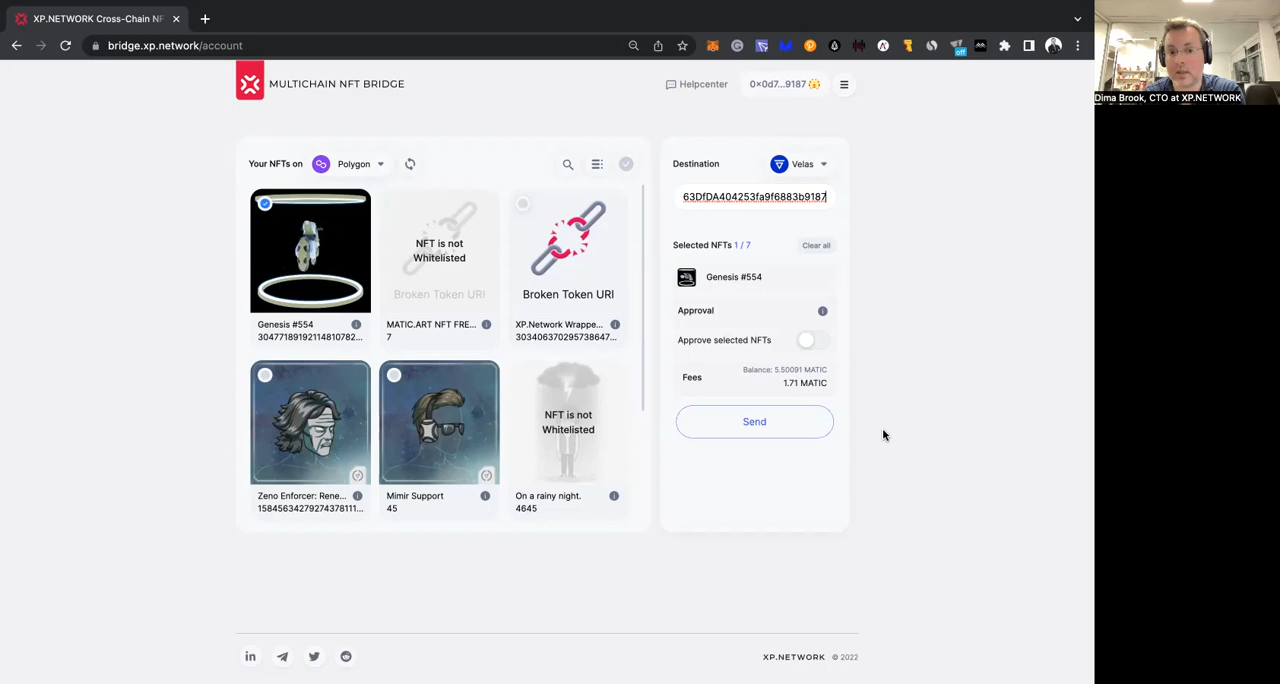 XP.NETWORK Cross-Chain NF
bridge.xp.network/account
off
MULTICHAIN NFT BRIDGE
Helpcenter
0x0d7...9187
Dima Brook, CTO at XP.NETWORK
Your NFTs on
Polygon
Destination
Velas
63DfDA404253fa9f6883b9187
NFT is not
Whitelisted
Broken Token URI
Broken Token URI
Genesis #554
30477189192114810782...
MATIC.ART NFT FRE...
7
XP.Network Wrappe...
303406370295738647...
Selected NFTs 1 / 7
Clear all
Genesis #554
Approval
Approve selected NFTs
Fees
Balance: 5.50091 MATIC
1.71 MATIC
Send
NFT is not
Whitelisted
Zeno Enforcer: Rene...
15845634279274378111...
Mimir Support
45
On a rainy night.
4645
XP.NETWORK © 2022